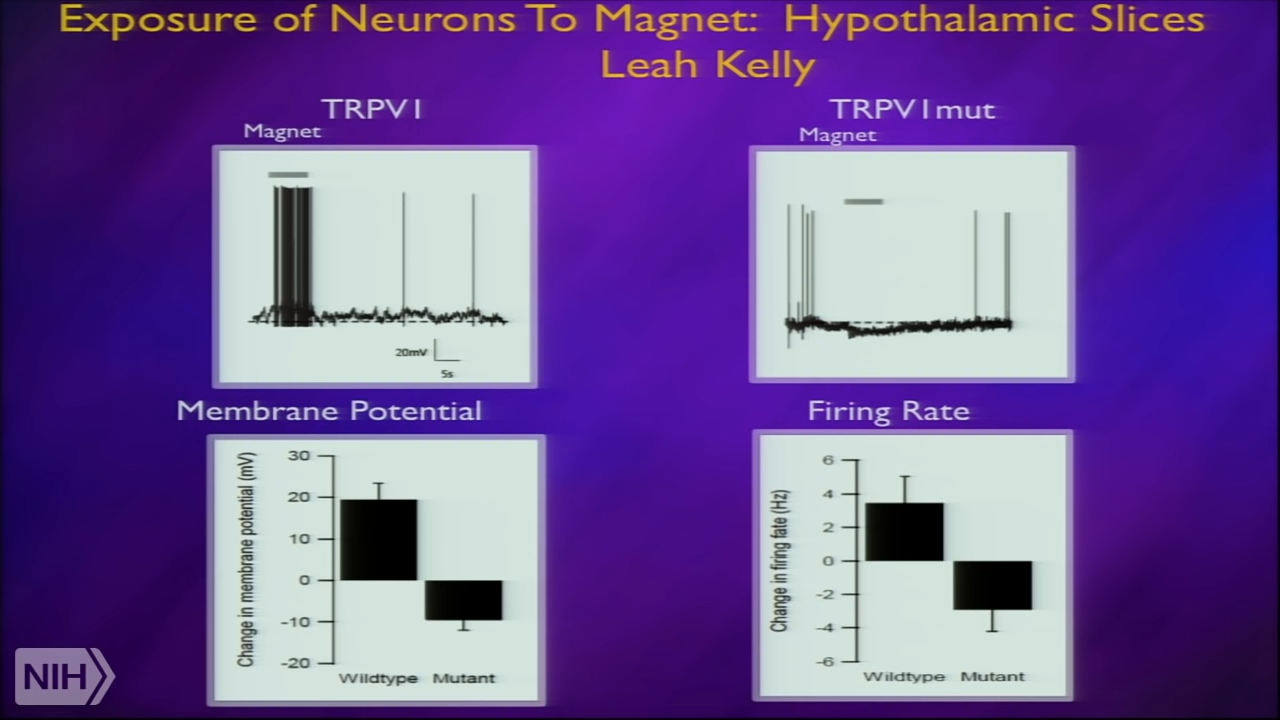 Exposure of Neurons To Magnet: Hypothalamic Slices
Leah Kelly
TRPV1
Magnet
20mV
5s
TRPV1mut
Magnet
Membrane Potential
Change in membrane potential (mV)
30
20
10
0
-10
-20
Wildtype Mutant
Firing Rate
Change in firing fate (Hz)
6
4
2
0
-2
-4
-6
Wildtype Mutant
NIH